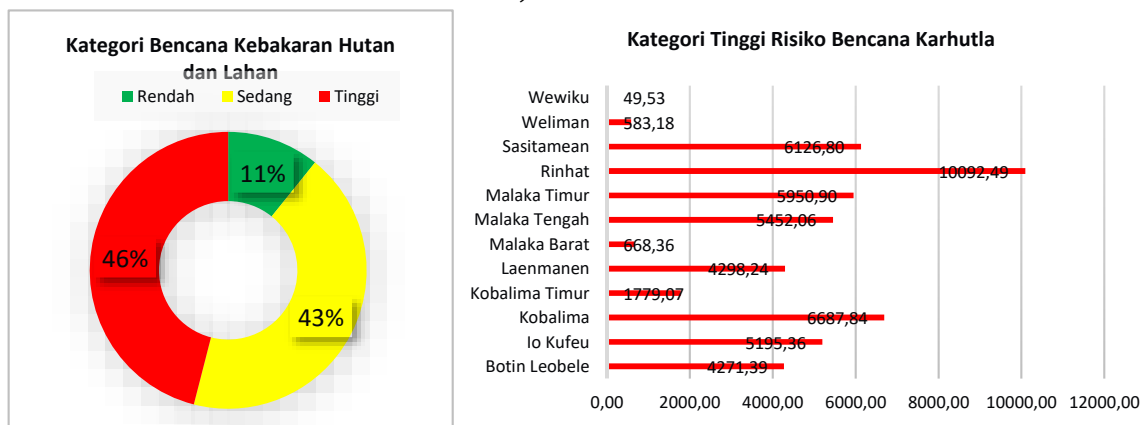 Kategori Bencana Kebakaran Hutan
dan Lahan
Rendah Sedang Tinggi
11%
46%
43%
Kategori Tinggi Risiko Bencana Karhutla
Wewiku 49,53
Weliman 583,18
Sasitamean 6126,80
Rinhat 10092,49
Malaka Timur 5950,90
Malaka Tengah 5452,06
Malaka Barat 668,36
Laenmanen 4298,24
Kobalima Timur 1779,07
Kobalima 6687,84
Io Kufeu 5195,36
Botin Leobele 4271,39
0,00 2000,00 4000,00 6000,00 8000,00 10000,00 12000,00